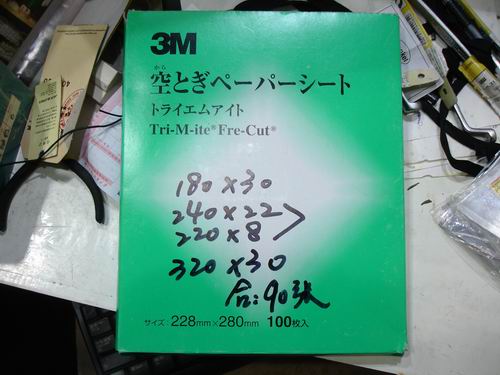 3M
から
空とぎペーパーシート
トライエムアイト
Tri-M-ite® Fre-Cut®
180 x 30
240 x 22
220 x 8
320 x 30
合:90张
サイズ 228mm×280mm 100枚入